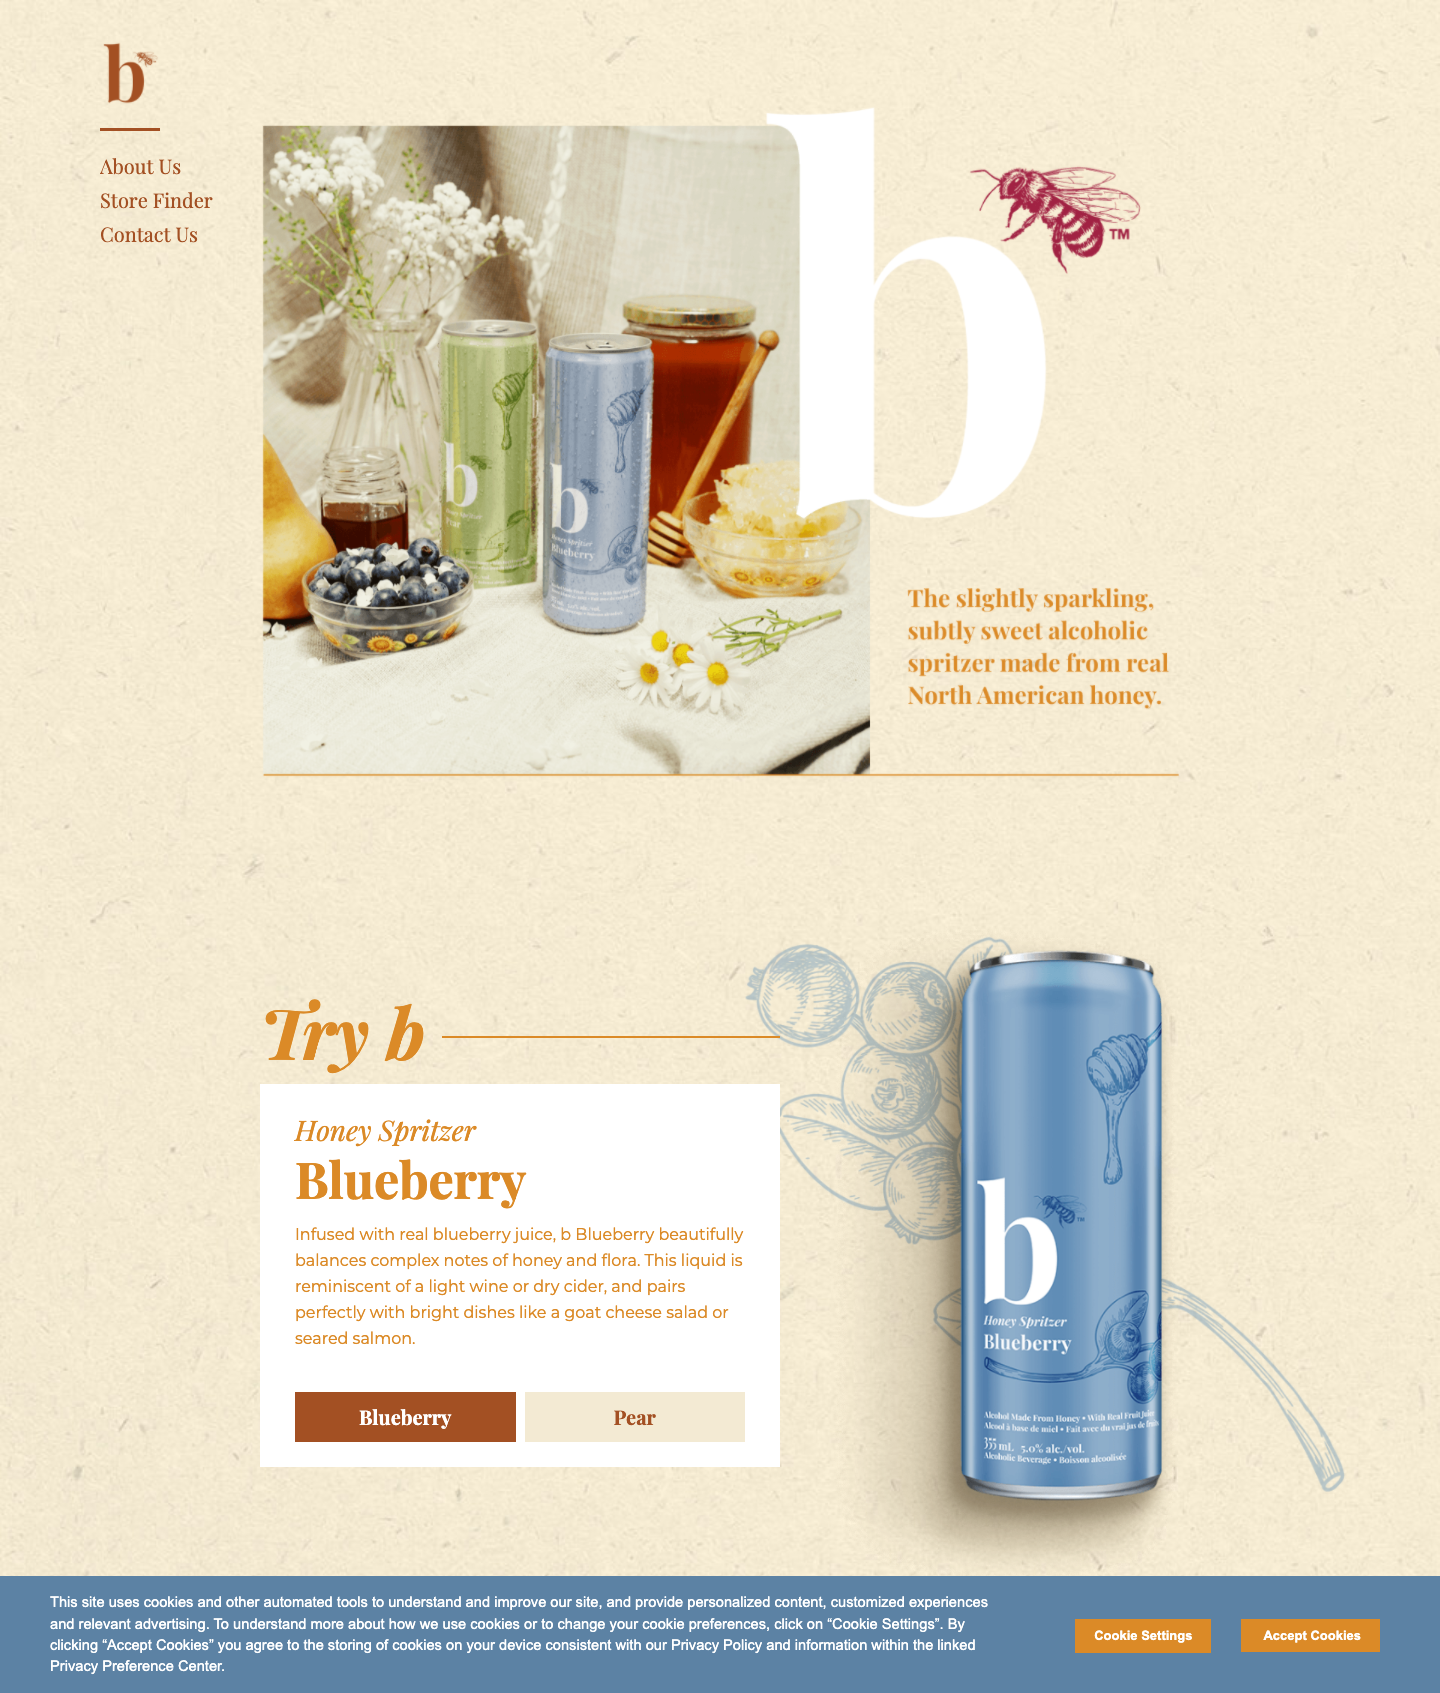 b
About Us
Store Finder
Contact Us
b
TM
b
Honey Spritzer
Pear
b
Honey Spritzer
Blueberry
The slightly sparkling,
subtly sweet alcoholic
spritzer made from real
North American honey.
Try b
Honey Spritzer
Blueberry
Infused with real blueberry juice, b Blueberry beautifully
balances complex notes of honey and flora. This liquid is
reminiscent of a light wine or dry cider, and pairs
perfectly with bright dishes like a goat cheese salad or
seared salmon.
Blueberry
Pear
b
TM
Honey Spritzer
Blueberry
Alcohol Made From Honey • With Real Fruit Juice
Alcool à base de miel • Fait avec du vrai jus de fruits
355 mL 5.0% alc./vol.
Alcoholic Beverage • Boisson alcoolisée
This site uses cookies and other automated tools to understand and improve our site, and provide personalized content, customized experiences
and relevant advertising. To understand more about how we use cookies or to change your cookie preferences, click on “Cookie Settings”. By
clicking “Accept Cookies” you agree to the storing of cookies on your device consistent with our Privacy Policy and information within the linked
Privacy Preference Center.
Cookie Settings
Accept Cookies